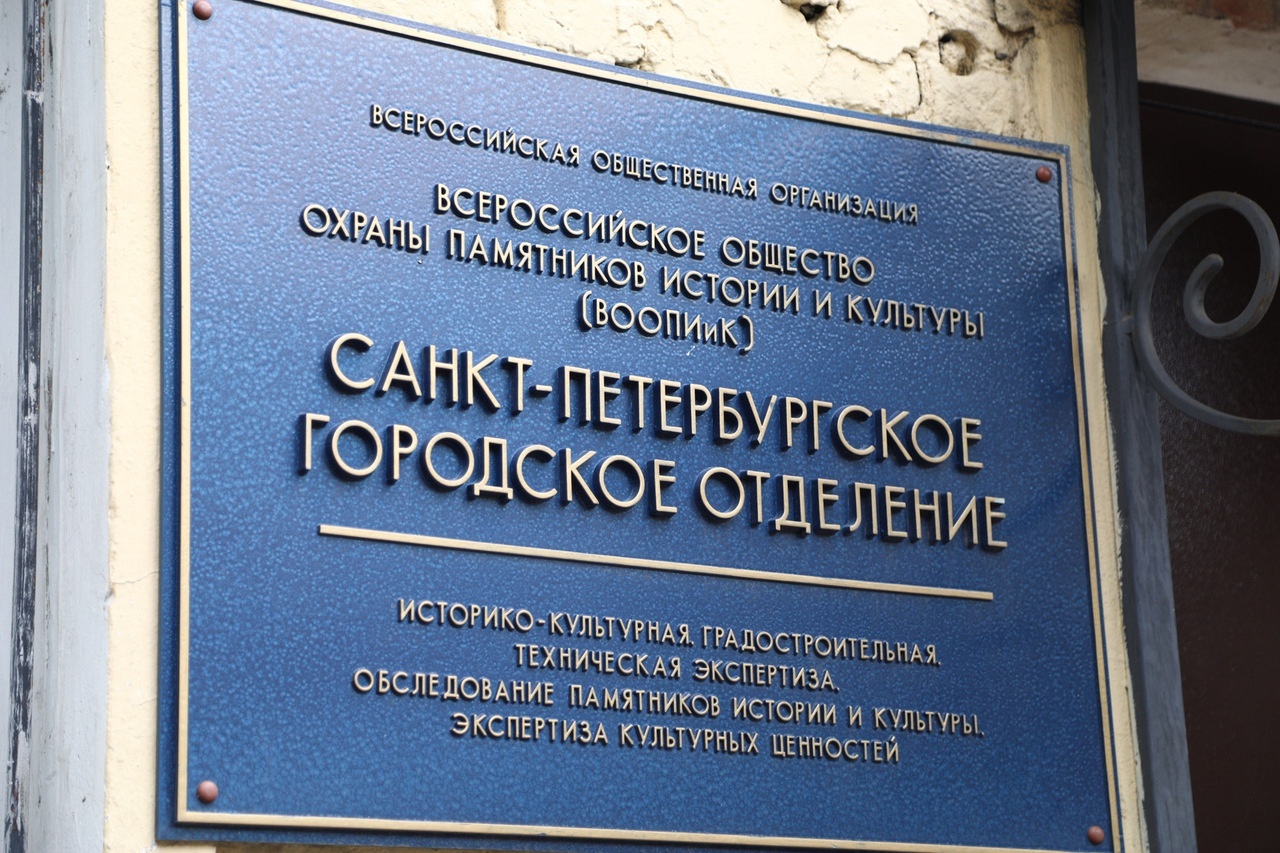 ВСЕРОССИЙСКАЯ ОБЩЕСТВЕННАЯ ОРГАНИЗАЦИЯ
ВСЕРОССИЙСКОЕ ОБЩЕСТВО
ОХРАНЫ ПАМЯТНИКОВ ИСТОРИИ И КУЛЬТУРЫ
(ВООПИиК)
САНКТ-ПЕТЕРБУРГСКОЕ
ГОРОДСКОЕ ОТДЕЛЕНИЕ
ИСТОРИКО-КУЛЬТУРНАЯ, ГРАДОСТРОИТЕЛЬНАЯ,
ТЕХНИЧЕСКАЯ ЭКСПЕРТИЗА,
ОБСЛЕДОВАНИЕ ПАМЯТНИКОВ ИСТОРИИ И КУЛЬТУРЫ,
ЭКСПЕРТИЗА КУЛЬТУРНЫХ ЦЕННОСТЕЙ